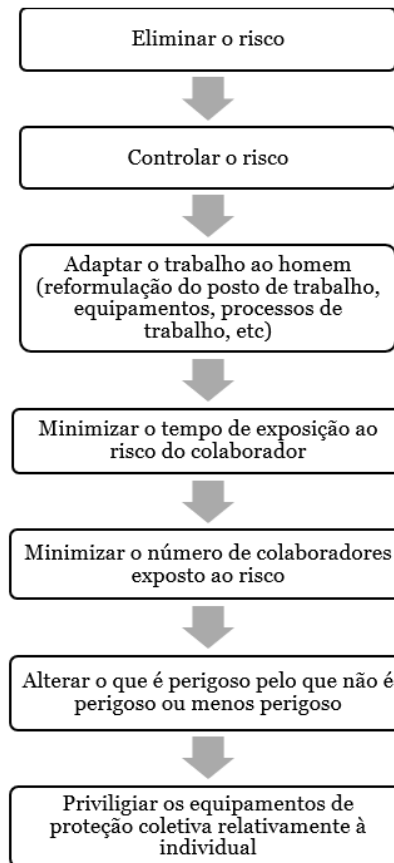 Eliminar o risco
Controlar o risco
Adaptar o trabalho ao homem
(reformulação do posto de trabalho,
equipamentos, processos de
trabalho, etc)
Minimizar o tempo de exposição ao
risco do colaborador
Minimizar o número de colaboradores
exposto ao risco
Alterar o que é perigoso pelo que não é
perigoso ou menos perigoso
Priviligiar os equipamentos de
proteção coletiva relativamente à
individual